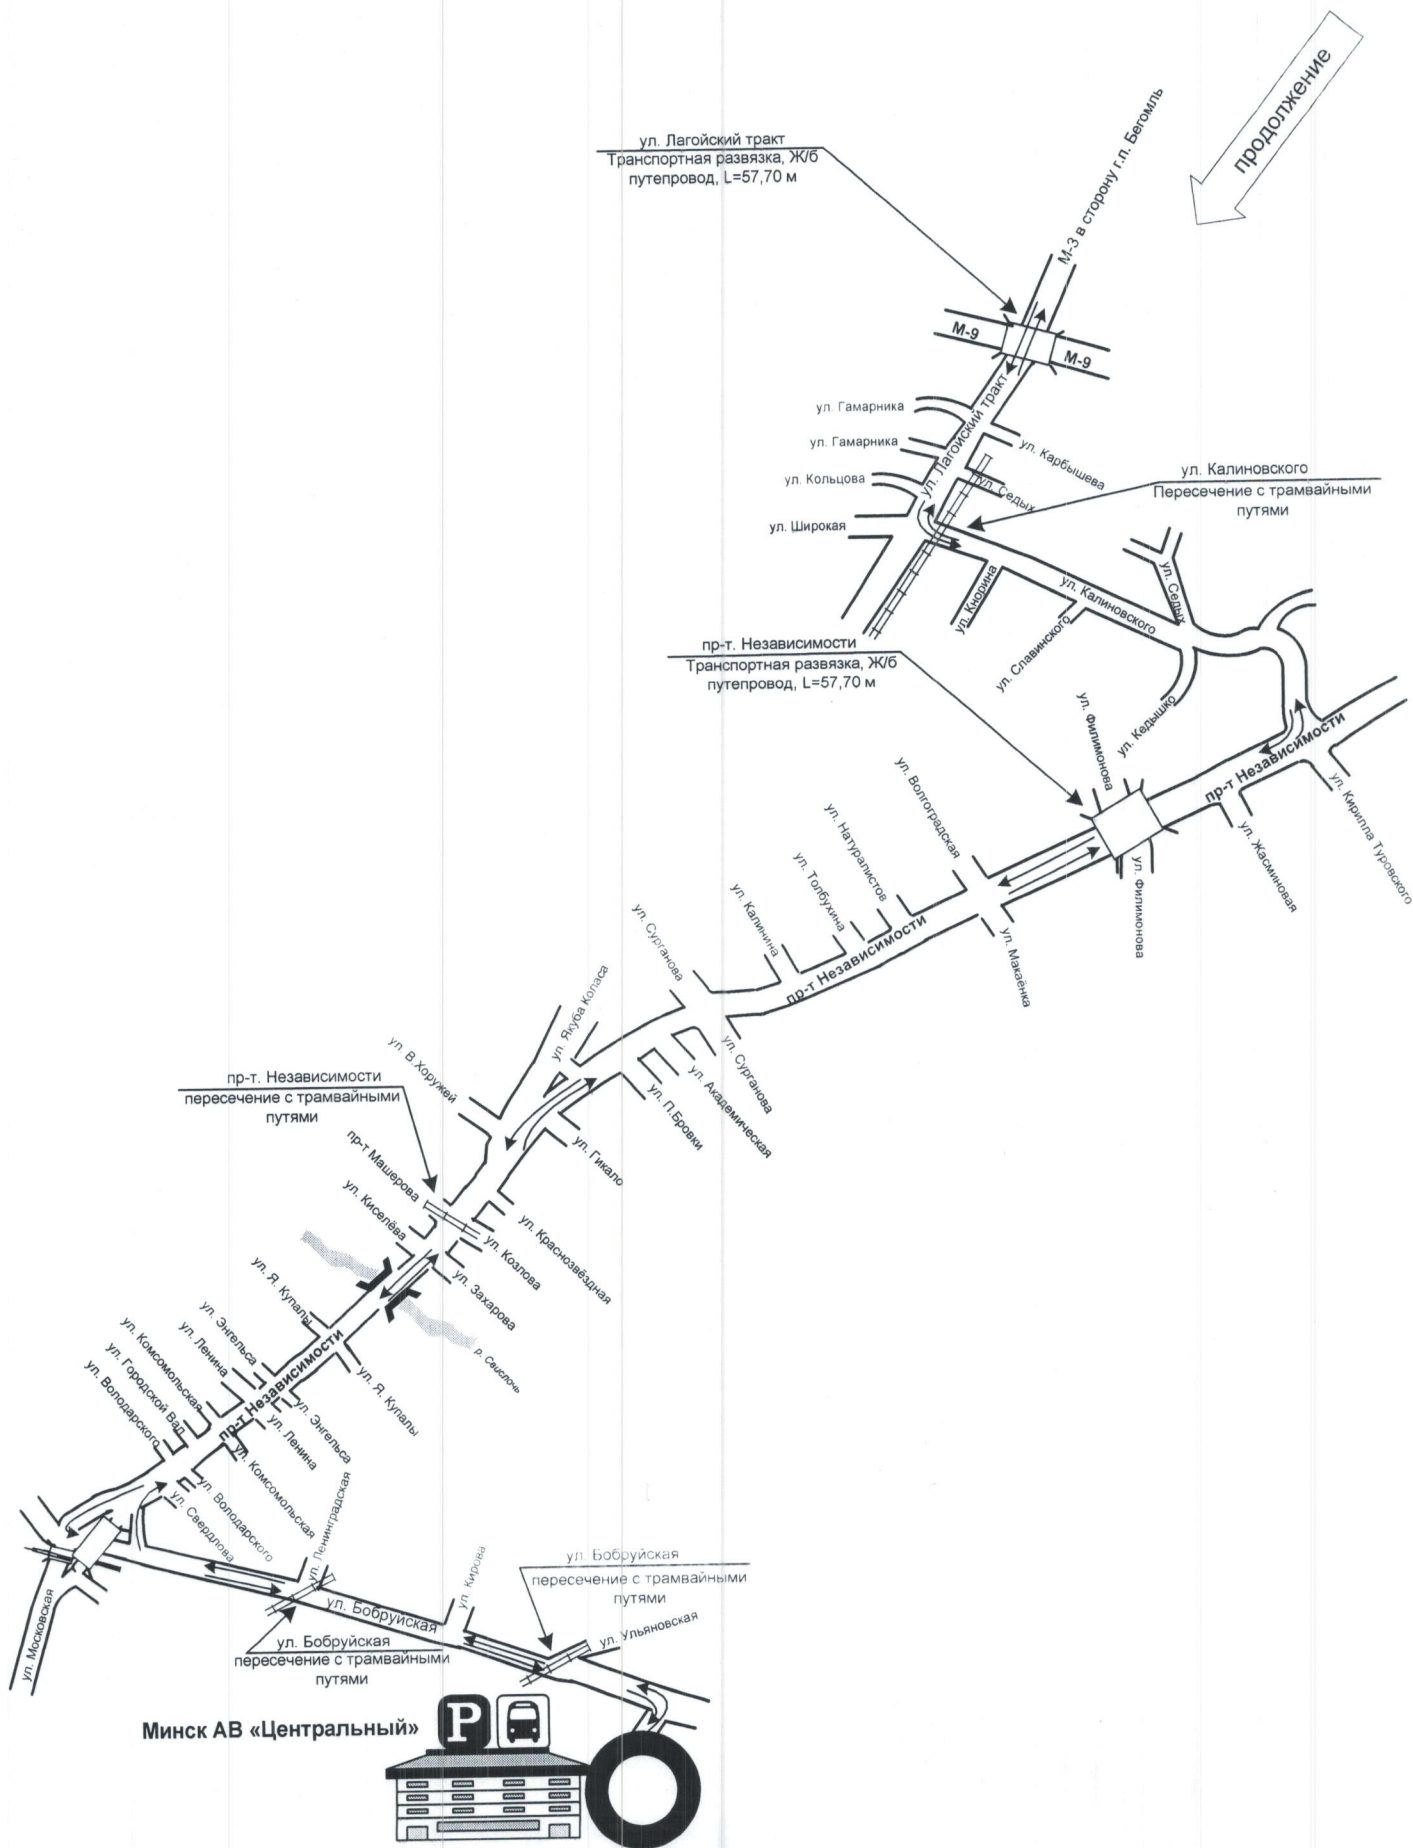 продолжение
М-3 в сторону г.п. Бегомль
ул. Лагойский тракт
Транспортная развязка, Ж/б
путепровод, L=57,70 м
М-9
М-9
ул. Лагойский тракт
ул. Гамарника
ул. Гамарника
ул. Карбышева
ул. Кольцова
ул. Седых
ул. Широкая
ул. Калиновского
Пересечение с трамвайными
путями
ул. Кнорина
ул. Калиновского
ул. Славинского
ул. Седых
ул. Кедышко
пр-т. Независимости
Транспортная развязка, Ж/б
путепровод, L=57,70 м
ул. Филимонова
пр-т Независимости
ул. Кирилла Туровского
ул. Жасминовая
ул. Филимонова
ул. Волгоградская
ул. Натуралистов
ул. Толбухина
ул. Калинина
ул. Сурганова
пр-т Независимости
ул. Макаёнка
ул. Якуба Коласа
ул. В.Хоружей
ул. Сурганова
ул. Академическая
ул. П.Бровки
ул. Гикало
пр-т. Независимости
пересечение с трамвайными
путями
пр-т Машерова
ул. Киселёва
ул. Краснозвёздная
ул. Козлова
ул. Захарова
р. Свислочь
ул. Я. Купалы
ул. Энгельса
ул. Ленина
ул. Комсомольская
ул. Городской Вал
ул. Володарского
пр-т Независимости
ул. Я. Купалы
ул. Энгельса
ул. Ленина
ул. Комсомольская
ул. Володарского
ул. Свердлова
ул. Ленинградская
ул. Московская
ул. Бобруйская
ул. Кирова
ул. Бобруйская
пересечение с трамвайными
путями
ул. Ульяновская
ул. Бобруйская
пересечение с трамвайными
путями
Минск АВ «Центральный»
P